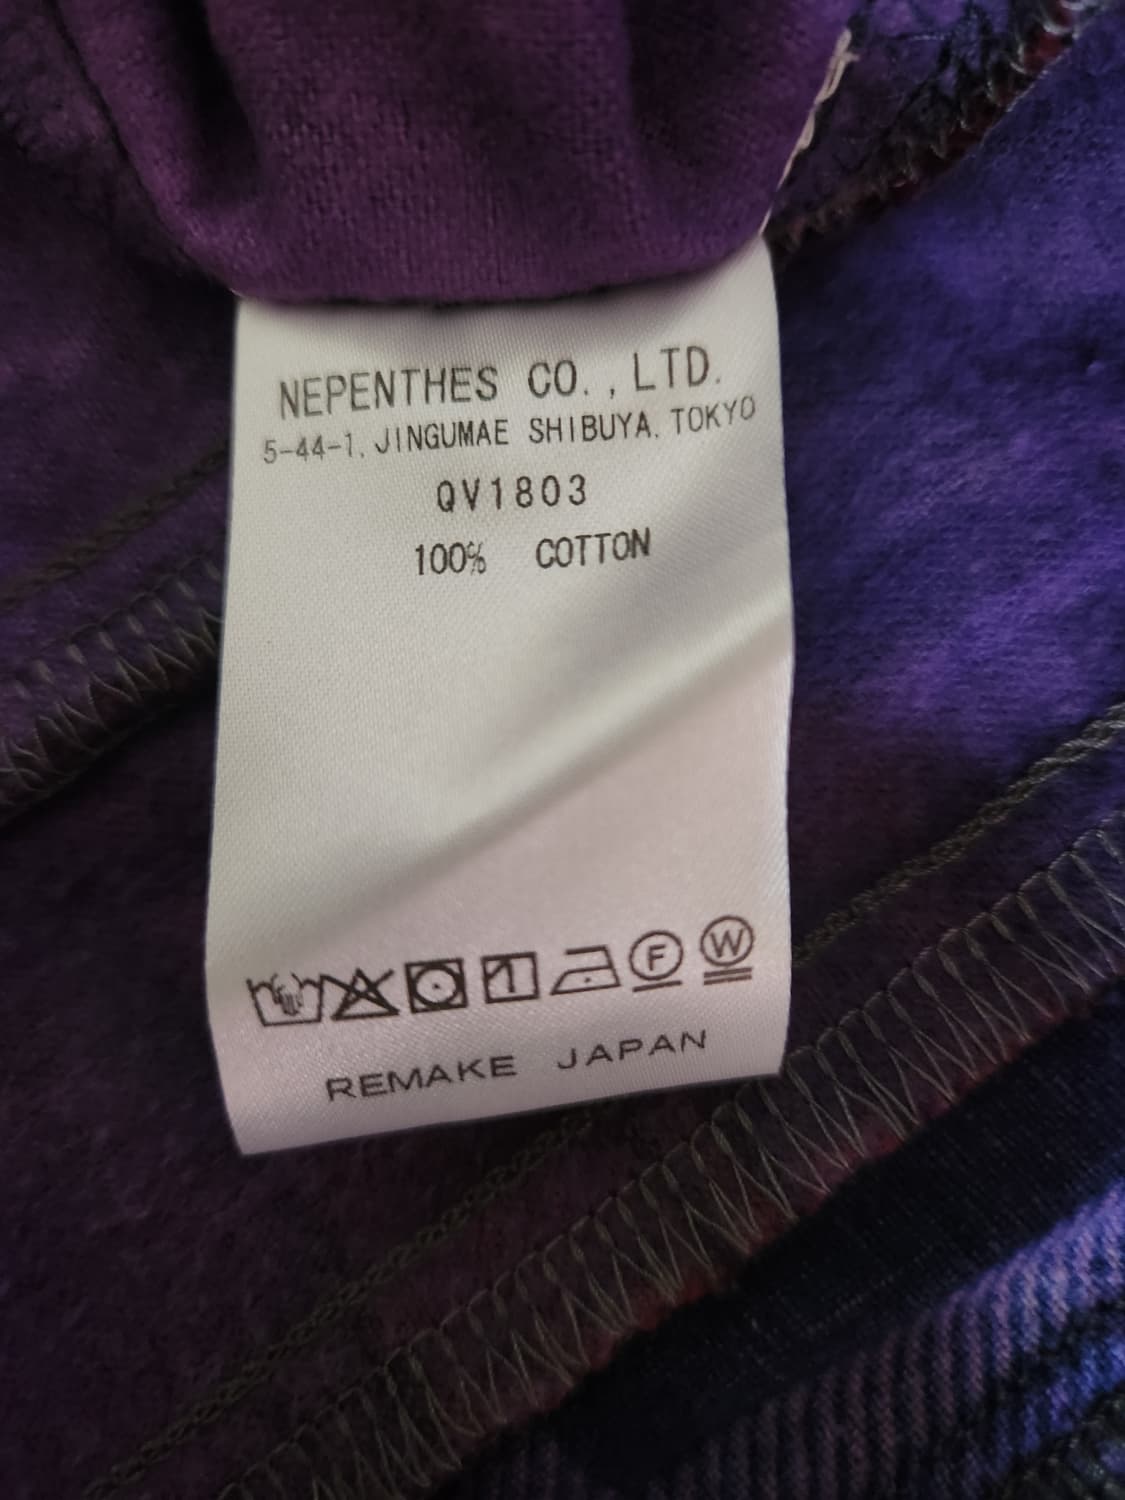 NEPENTHES CO.,LTD.
5-44-1, JINGUMAE SHIBUYA, TOKYO
QV1803
100% COTTON
F W
REMAKE JAPAN